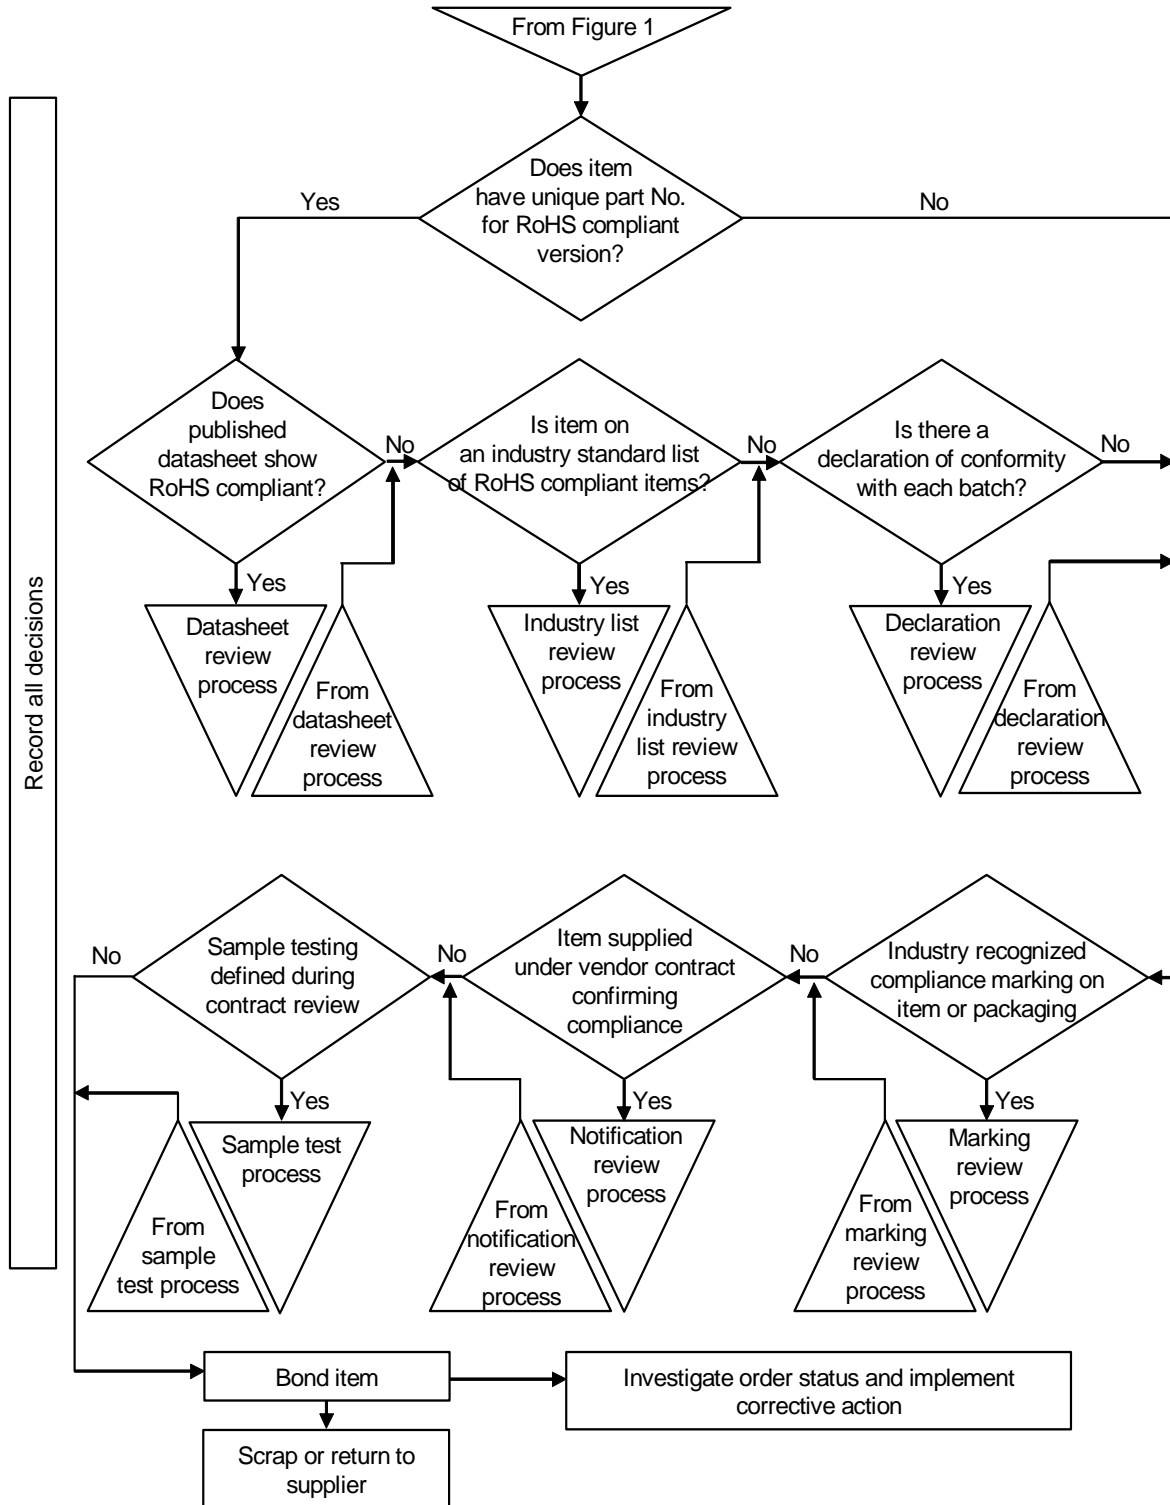 From Figure 1
Does item
have unique part No.
for RoHS compliant
version?
Yes
No
Record all decisions
Does
published
datasheet show
RoHS compliant?
No
Is item on
an industry standard list
of RoHS compliant items?
No
Is there a
declaration of conformity
with each batch?
No
Yes
Yes
Yes
Datasheet
review
process
From
datasheet
review
process
Industry list
review
process
From
industry
list review
process
Declaration
review
process
From
declaration
review
process
No
Sample testing
defined during
contract review
No
Item supplied
under vendor contract
confirming
compliance
No
Industry recognized
compliance marking on
item or packaging
Yes
Yes
Yes
From
sample
test process
Sample test
process
From
notification
review
process
Notification
review
process
From
marking
review
process
Marking
review
process
Bond item
Investigate order status and implement
corrective action
Scrap or return to
supplier